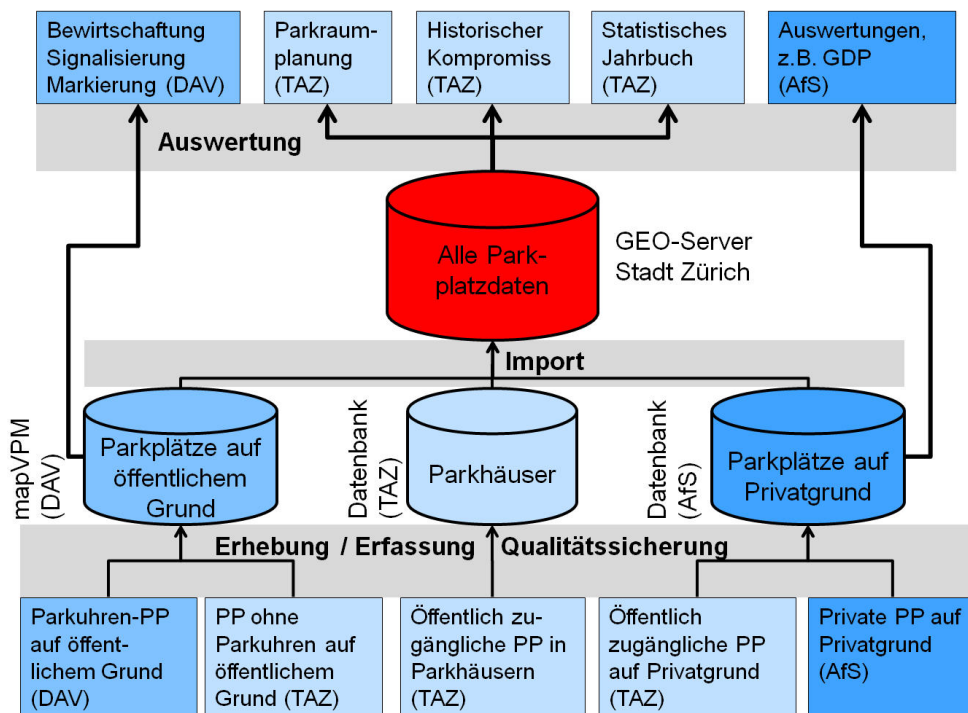 Bewirtschaftung
Signalisierung
Markierung (DAV)
Parkraum-
planung
(TAZ)
Historischer
Kompromiss
(TAZ)
Statistisches
Jahrbuch
(TAZ)
Auswertungen,
z.B. GDP
(AfS)
Auswertung
Alle Park-
platzdaten
GEO-Server
Stadt Zürich
Import
mapVPM
(DAV)
Parkplätze auf
öffentlichem
Grund
Datenbank
(TAZ)
Parkhäuser
Datenbank
(AfS)
Parkplätze auf
Privatgrund
Erhebung / Erfassung
Qualitätssicherung
Parkuhren-PP
auf öffent-
lichem Grund
(DAV)
PP ohne
Parkuhren auf
öffentlichem
Grund (TAZ)
Öffentlich zu-
gängliche PP in
Parkhäusern
(TAZ)
Öffentlich
zugängliche PP
auf Privatgrund
(TAZ)
Private PP auf
Privatgrund
(AfS)